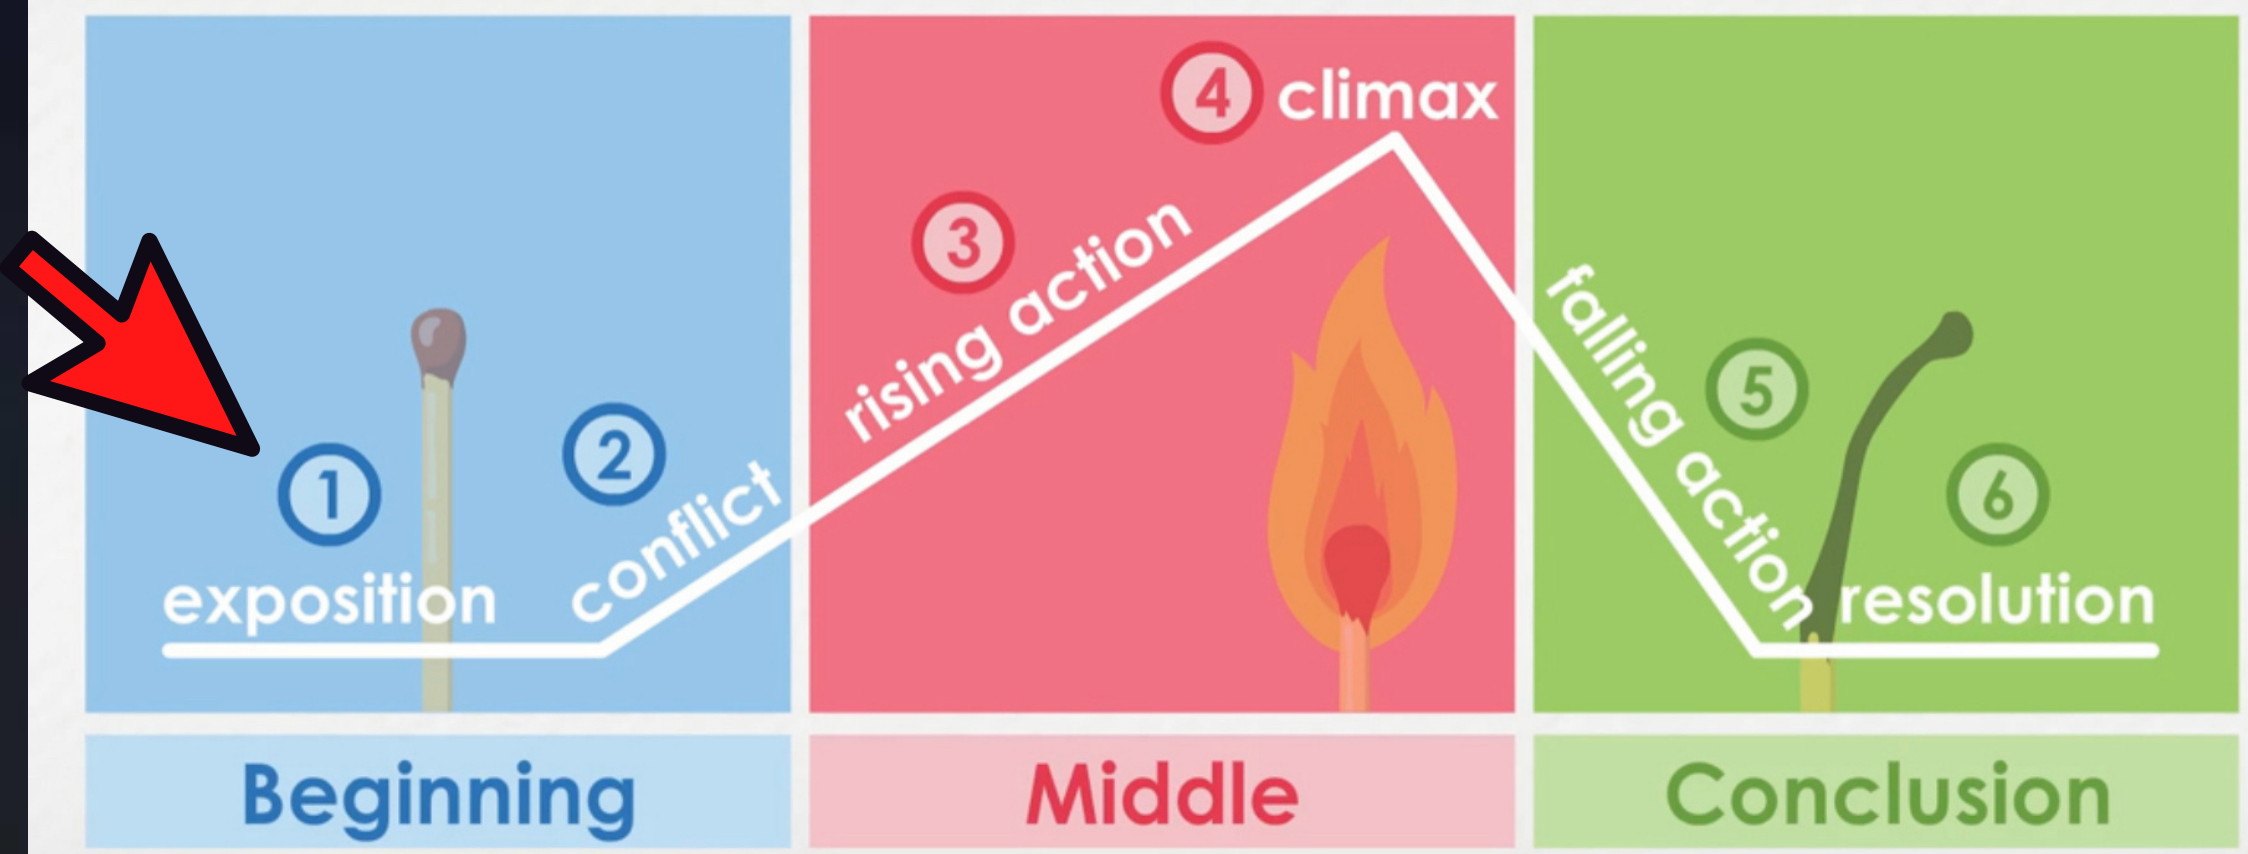 1
exposition
2
conflict
3
rising action
4 climax
falling action
5
6
resolution
Beginning
Middle
Conclusion